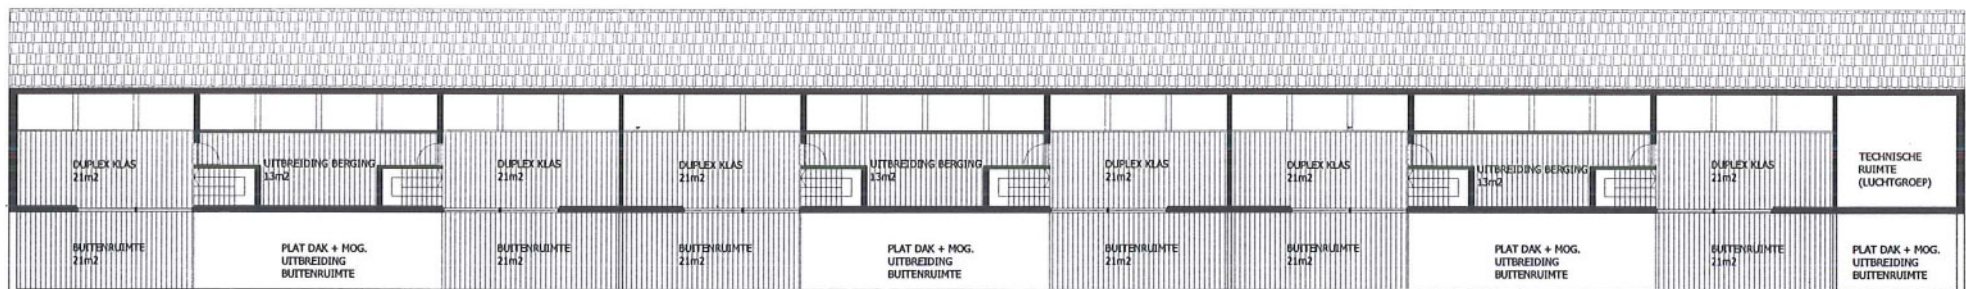 DUPLEX KLAS
21m2
UITBREIDING BERGING
13m2
DUPLEX KLAS
21m2
DUPLEX KLAS
21m2
UITBREIDING BERGING
13m2
DUPLEX KLAS
21m2
DUPLEX KLAS
21m2
UITBREIDING BERGING
13m2
DUPLEX KLAS
21m2
TECHNISCHE
RUIMTE
(LUCHTGROEP)
BUITENRUIMTE
21m2
PLAT DAK + MOG.
UITBREIDING
BUITENRUIMTE
BUITENRUIMTE
21m2
BUITENRUIMTE
21m2
PLAT DAK + MOG.
UITBREIDING
BUITENRUIMTE
BUITENRUIMTE
21m2
BUITENRUIMTE
21m2
PLAT DAK + MOG.
UITBREIDING
BUITENRUIMTE
BUITENRUIMTE
21m2
PLAT DAK + MOG.
UITBREIDING
BUITENRUIMTE